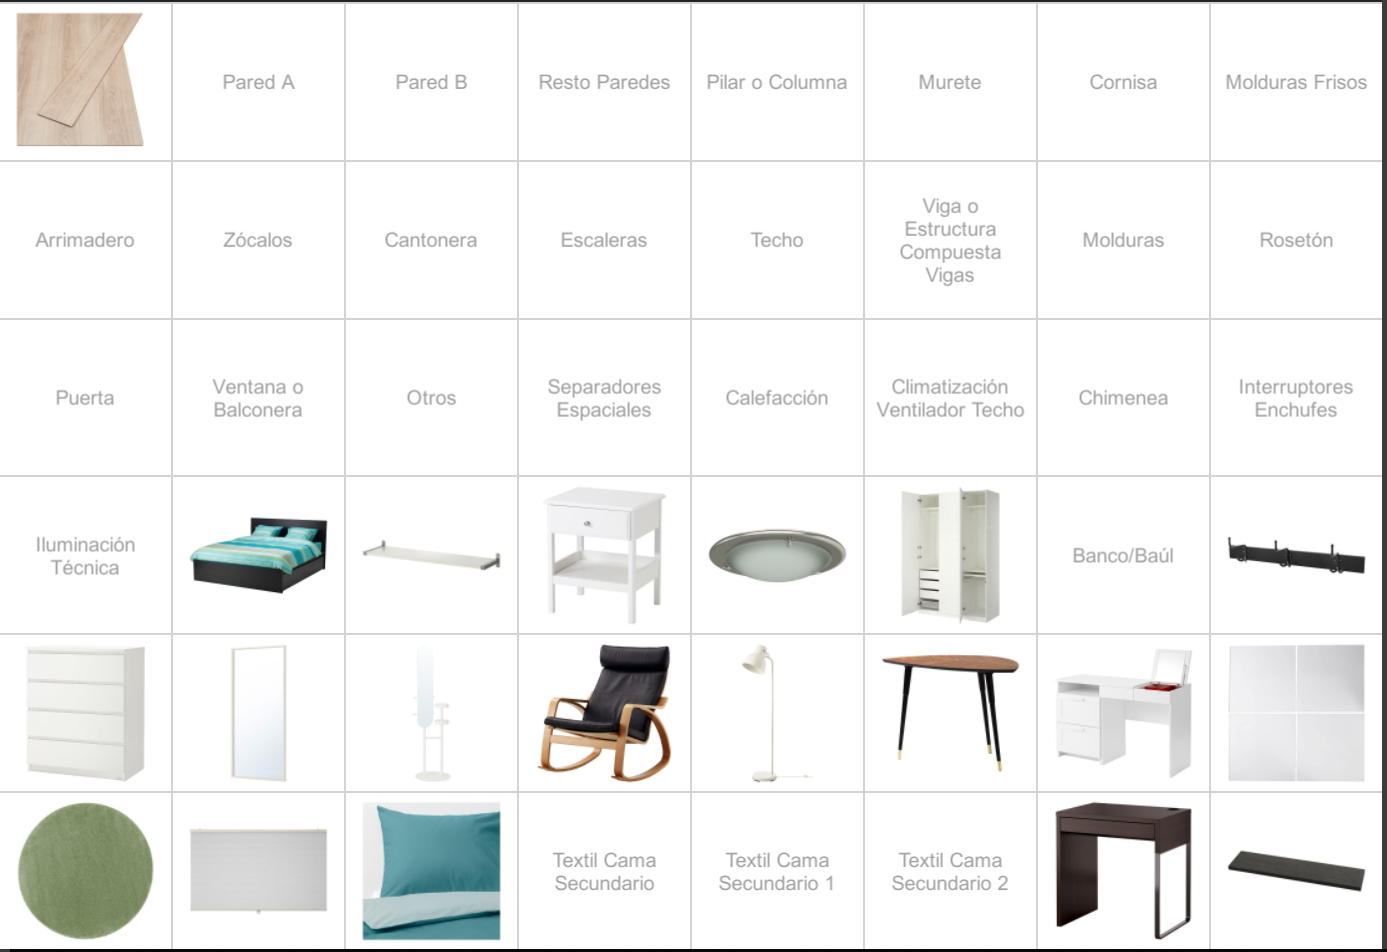 Pared A
Pared B
Resto Paredes
Pilar o Columna
Murete
Cornisa
Molduras Frisos
Arrimadero
Zócalos
Cantonera
Escaleras
Techo
Viga o
Estructura
Compuesta
Vigas
Molduras
Rosetón
Puerta
Ventana o
Balconera
Otros
Separadores
Espaciales
Calefacción
Climatización
Ventilador Techo
Chimenea
Interruptores
Enchufes
Iluminación
Técnica
Banco/Baúl
Textil Cama
Secundario
Textil Cama
Secundario 1
Textil Cama
Secundario 2